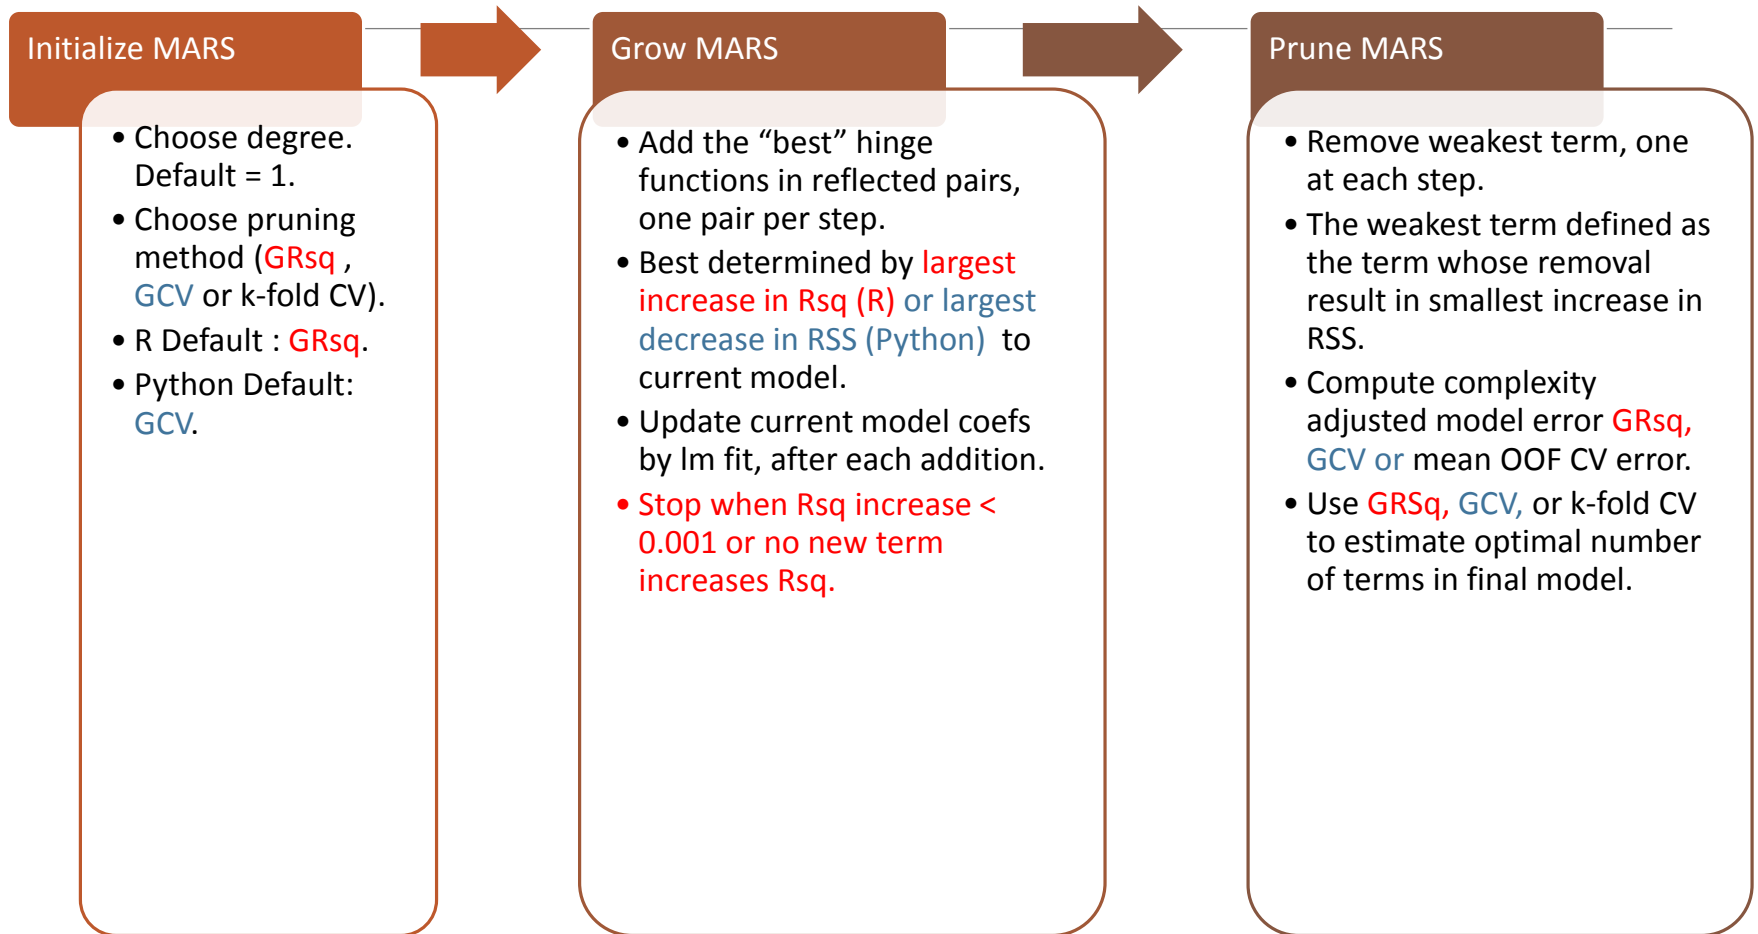 Initialize MARS
• Choose degree.
Default = 1.
• Choose pruning
method (GRsq ,
GCV or k-fold CV).
• R Default : GRsq.
• Python Default:
GCV.
Grow MARS
• Add the “best” hinge
functions in reflected pairs,
one pair per step.
• Best determined by largest
increase in Rsq (R) or largest
decrease in RSS (Python) to
current model.
• Update current model coefs
by lm fit, after each addition.
• Stop when Rsq increase <
0.001 or no new term
increases Rsq.
Prune MARS
• Remove weakest term, one
at each step.
• The weakest term defined as
the term whose removal
result in smallest increase in
RSS.
• Compute complexity
adjusted model error GRsq,
GCV or mean OOF CV error.
• Use GRSq, GCV, or k-fold CV
to estimate optimal number
of terms in final model.